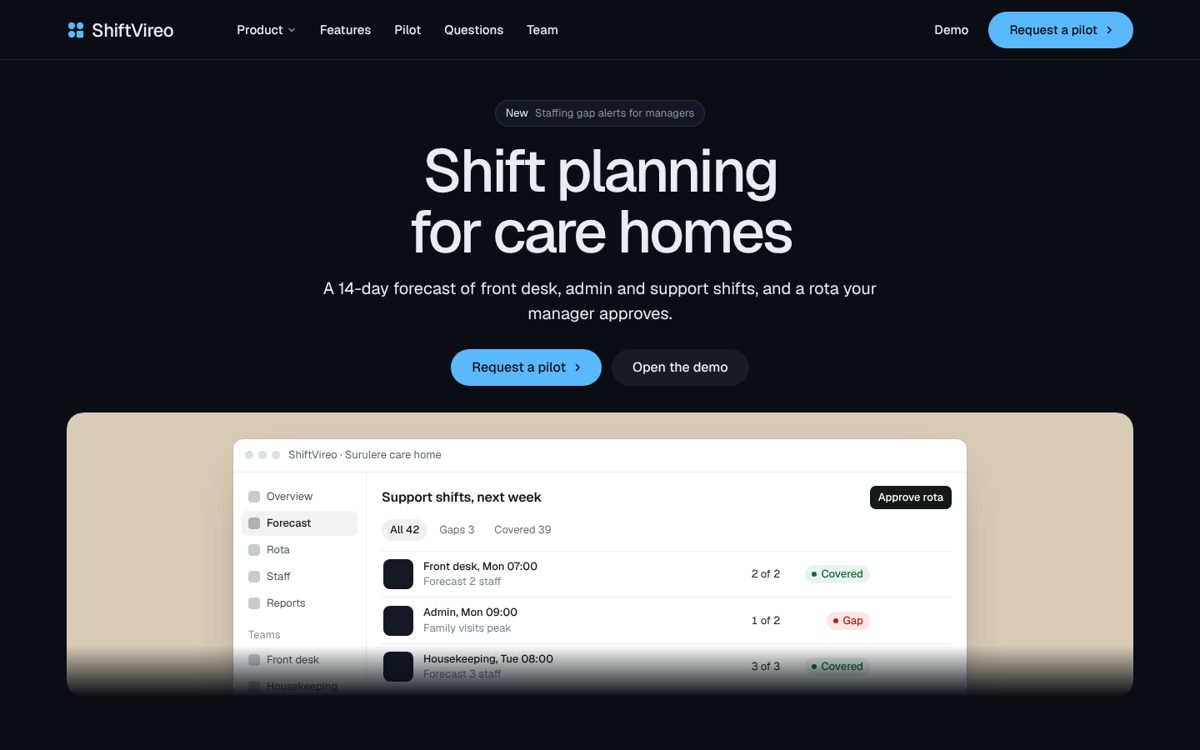 ShiftVireo
Product
Features
Pilot
Questions
Team
Demo
Request a pilot
New Staffing gap alerts for managers
Shift planning
for care homes
A 14-day forecast of front desk, admin and support shifts, and a rota your
manager approves.
Request a pilot
Open the demo
ShiftVireo · Surulere care home
Overview
Forecast
Rota
Staff
Reports
Teams
Front desk
Housekeeping
Support shifts, next week
Approve rota
All 42
Gaps 3
Covered 39
Front desk, Mon 07:00
Forecast 2 staff
2 of 2
Covered
Admin, Mon 09:00
Family visits peak
1 of 2
Gap
Housekeeping, Tue 08:00
Forecast 3 staff
3 of 3
Covered